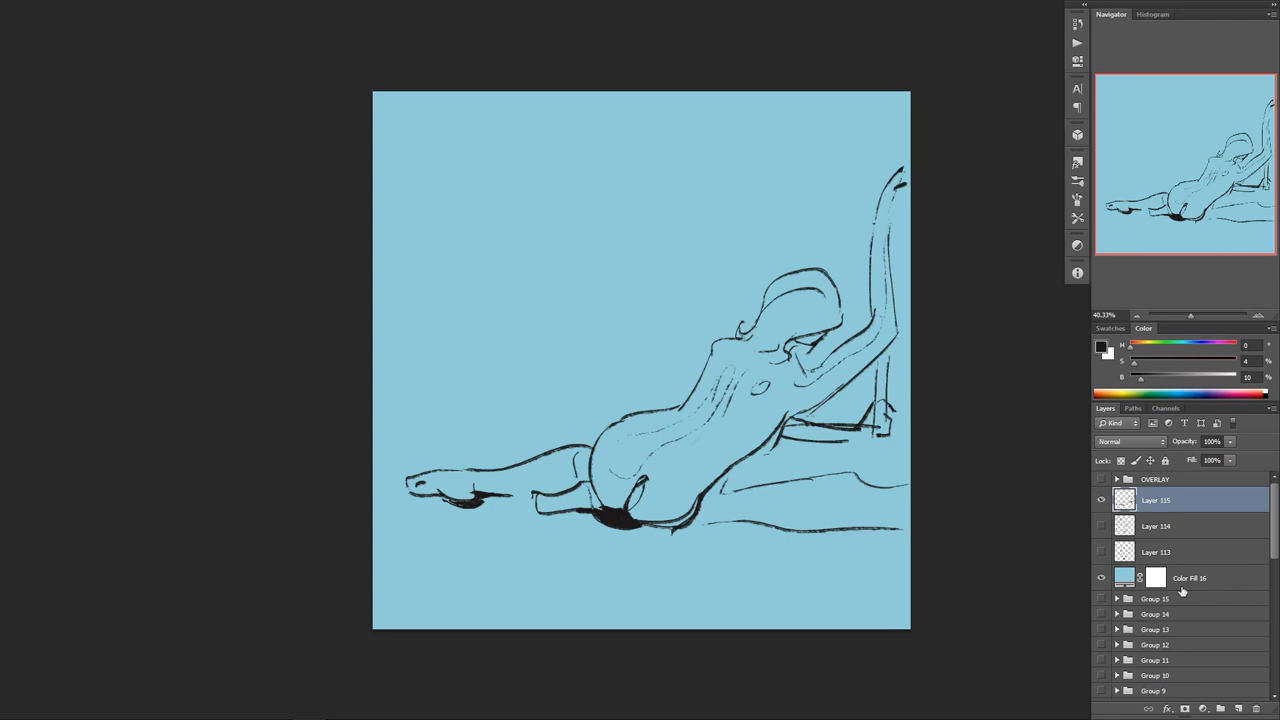 Navigator Histogram
40.33%
Swatches Color
H 0 °
S 4 %
B 10 %
Layers Paths Channels
Kind
Normal Opacity: 100%
Lock: Fill: 100%
OVERLAY
Layer 115
Layer 114
Layer 113
Color Fill 16
Group 15
Group 14
Group 13
Group 12
Group 11
Group 10
Group 9